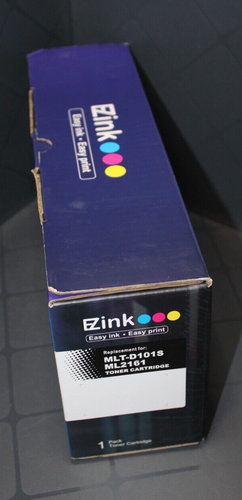 EZink
Easy ink • Easy print
EZink
Easy ink • Easy print
Replacement for:
MLT-D101S
ML2161
TONER CARTRIDGE
1 Pack
Toner Cartridge